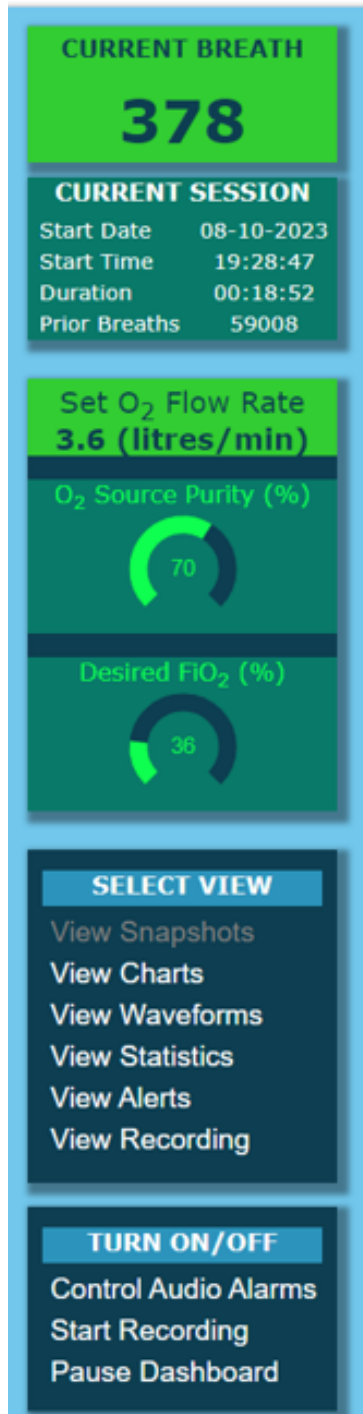 CURRENT BREATH
378
CURRENT SESSION
Start Date 08-10-2023
Start Time 19:28:47
Duration 00:18:52
Prior Breaths 59008
Set O₂ Flow Rate
3.6 (litres/min)
O₂ Source Purity (%)
70
Desired FiO₂ (%)
36
SELECT VIEW
View Snapshots
View Charts
View Waveforms
View Statistics
View Alerts
View Recording
TURN ON/OFF
Control Audio Alarms
Start Recording
Pause Dashboard